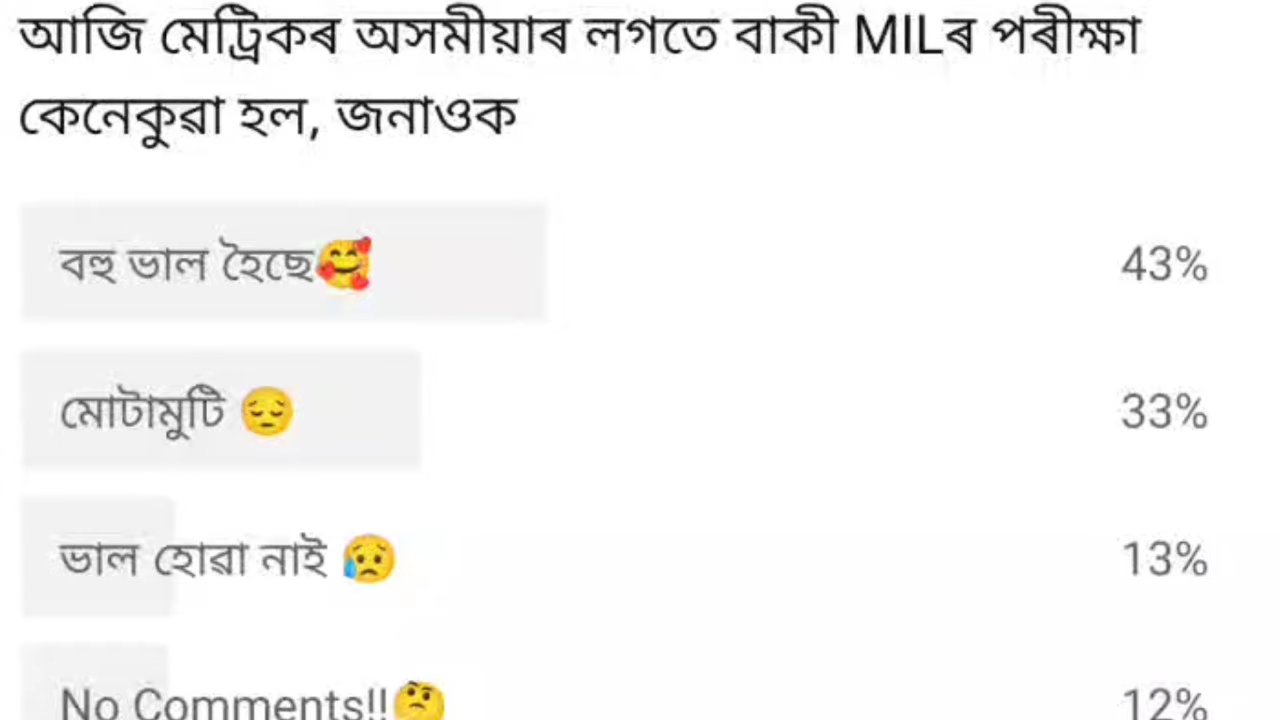 আজি মেট্ৰিকৰ অসমীয়াৰ লগতে বাকী MILৰ পৰীক্ষা
কেনেকুৱা হল, জনাওক
বহু ভাল হৈছে🥰 43%
মোটামুটি 😔 33%
ভাল হোৱা নাই 😥 13%
No Comments!!🤨 12%